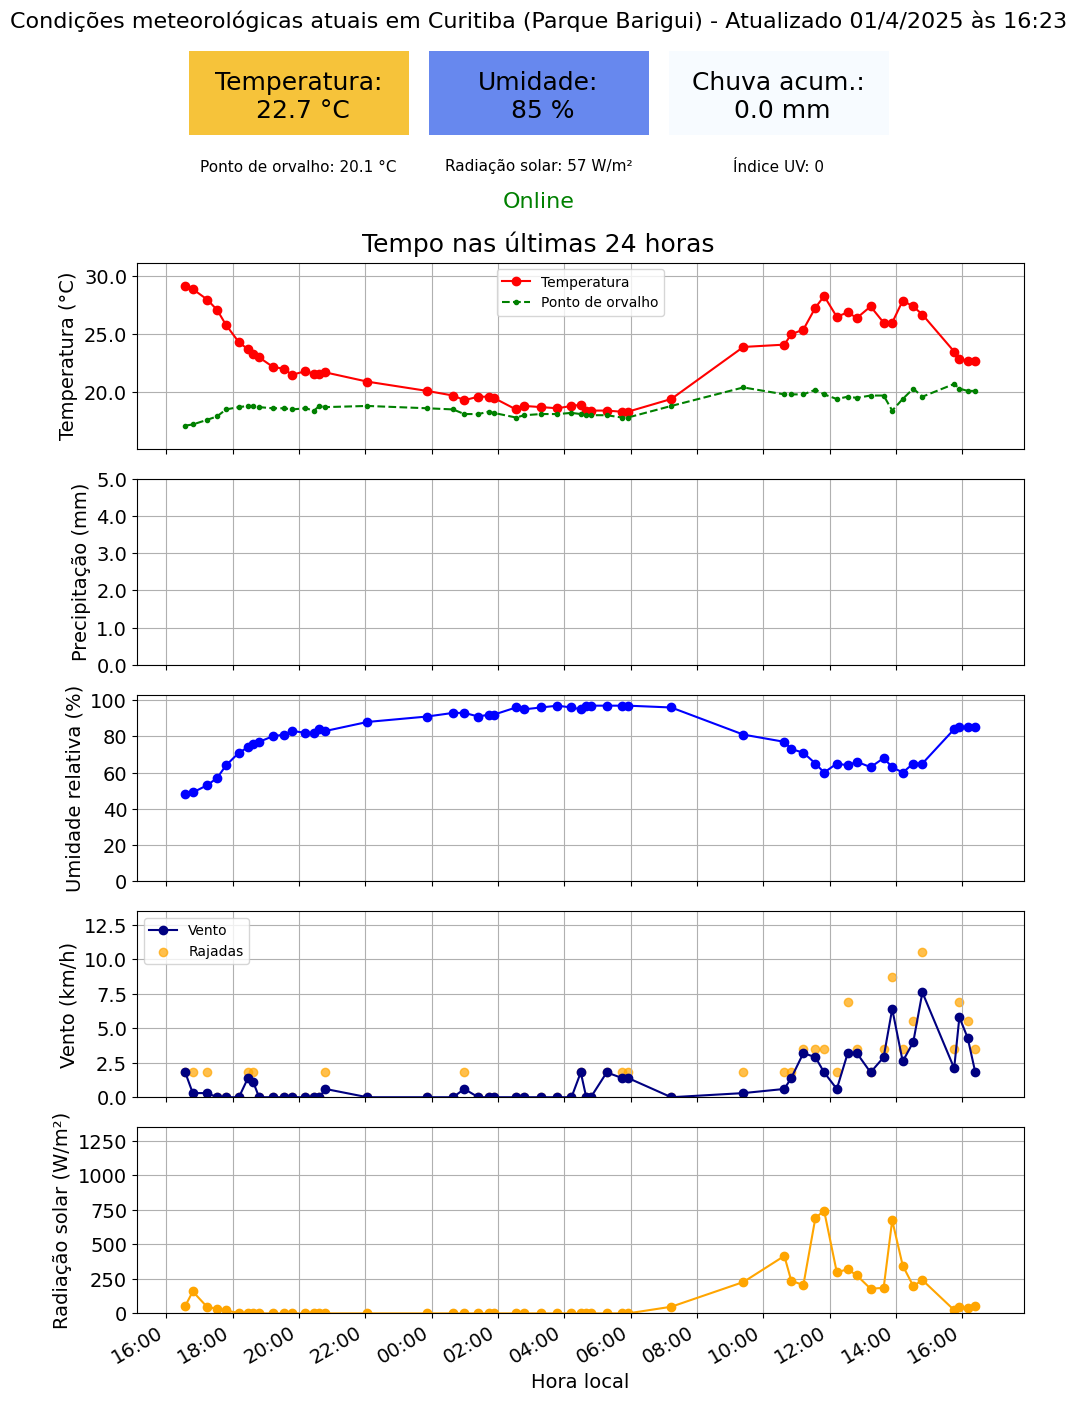 Condições meteorológicas atuais em Curitiba (Parque Barigui) - Atualizado 01/4/2025 às 16:23
Temperatura:
22.7 °C
Umidade:
85 %
Chuva acum.:
0.0 mm
Ponto de orvalho: 20.1 °C
Radiação solar: 57 W/m²
Índice UV: 0
Online
Tempo nas últimas 24 horas
Temperatura (°C)
30.0
25.0
20.0
Temperatura
Ponto de orvalho
Precipitação (mm)
5.0
4.0
3.0
2.0
1.0
0.0
Umidade relativa (%)
100
80
60
40
20
0
Vento (km/h)
12.5
10.0
7.5
5.0
2.5
0.0
Vento
Rajadas
Radiação solar (W/m²)
1250
1000
750
500
250
0
16:00
18:00
20:00
22:00
00:00
02:00
04:00
06:00
08:00
10:00
12:00
14:00
16:00
Hora local